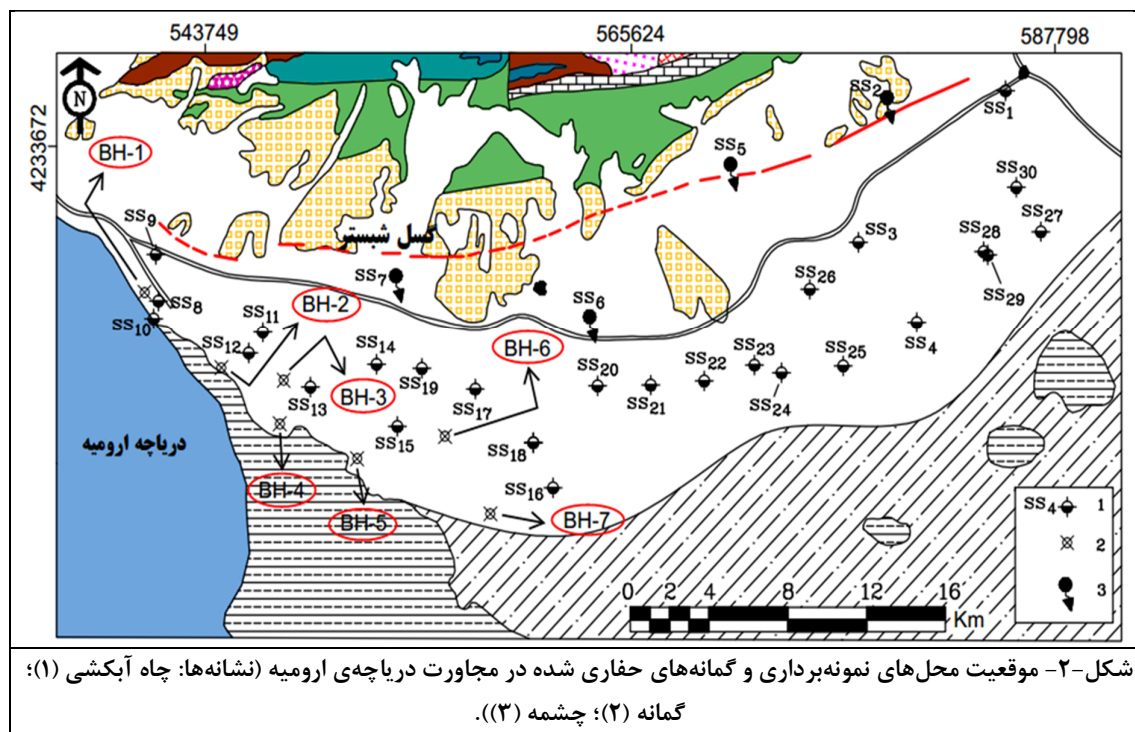 543749
565624
587798
4233672
N
BH-1
SS2
SS1
SS5
SS30
SS9
گسل شبستر
SS3
SS28
SS27
SS7
SS26
SS29
SS8
BH-2
SS10
SS11
SS6
SS4
SS12
SS14
BH-6
SS22
SS23
SS25
SS19
SS20
SS13
BH-3
SS17
SS21
SS24
دریاچه ارومیه
SS15
SS18
BH-4
SS16
BH-5
BH-7
SS4 1
2
3
0 2 4 8 12 16
Km
شکل-۲- موقعیت محل‌های نمونه‌برداری و گمانه‌های حفاری شده در مجاورت دریاچه‌ی ارومیه (نشانه‌ها: چاه آبکشی (۱)؛
گمانه (۲)؛ چشمه (۳)).